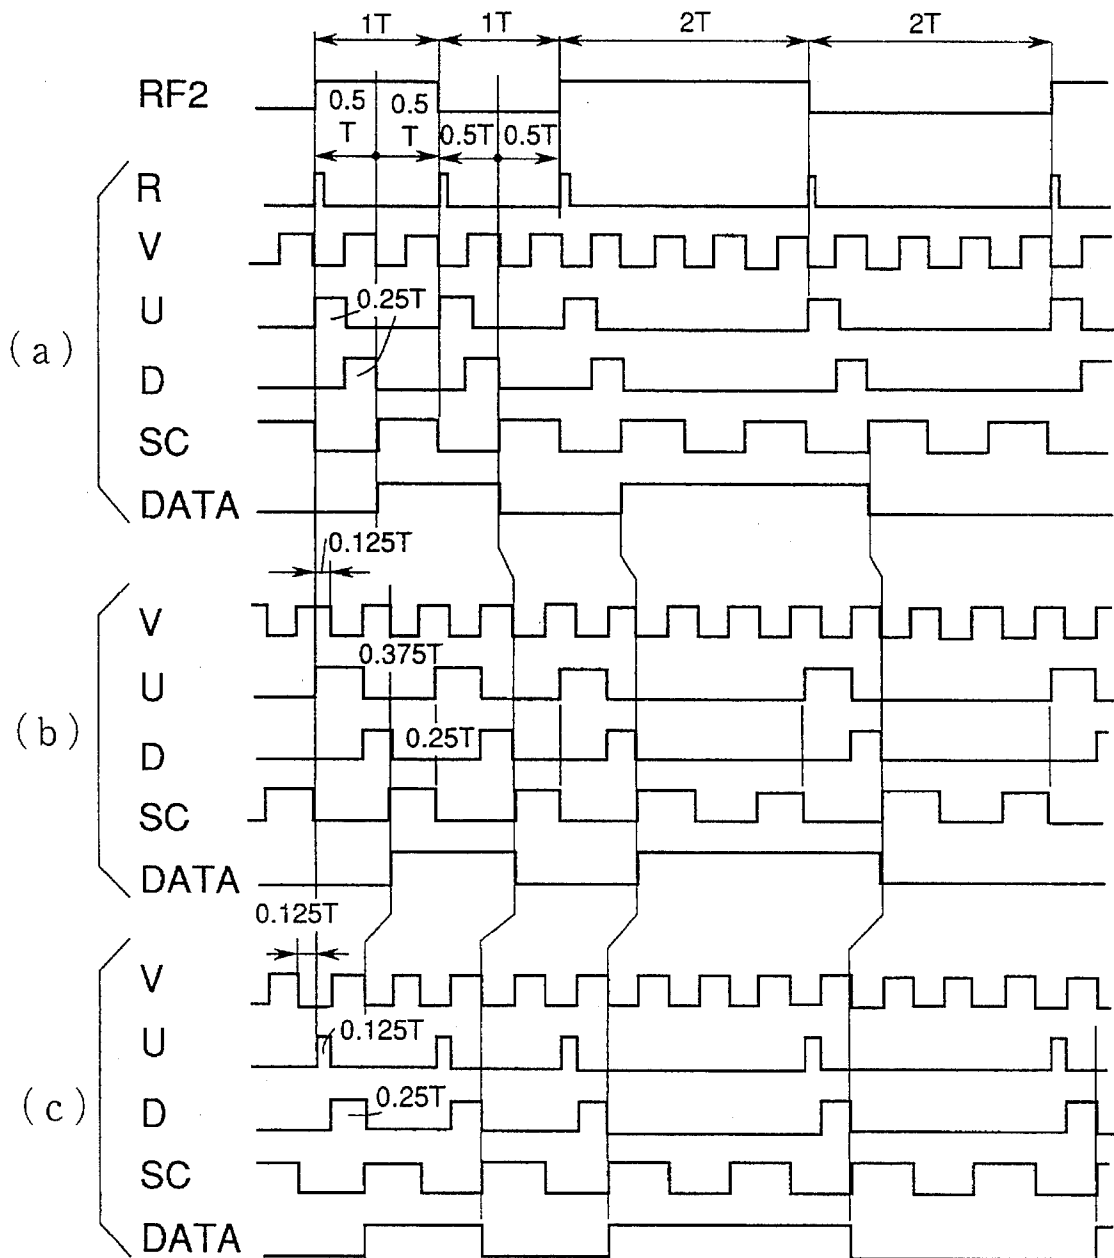 1T 1T 2T 2T
RF2
0.5 T 0.5 T
0.5T 0.5T
(a)
R
V
U 0.25T
D
SC
DATA
0.125T
(b)
V
0.375T
U
D 0.25T
SC
DATA
0.125T
(c)
V
U 0.125T
D 0.25T
SC
DATA